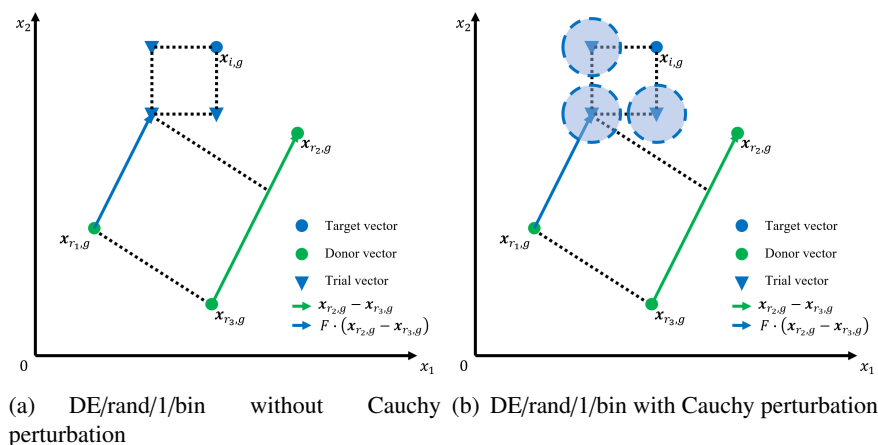 x₂
𝒙ᵢ,g
𝒙r₂,g
𝒙r₁,g
𝒙r₃,g
Target vector
Donor vector
Trial vector
𝒙r₂,g − 𝒙r₃,g
F · (𝒙r₂,g − 𝒙r₃,g)
0
x₁
(a) DE/rand/1/bin without Cauchy
perturbation
x₂
𝒙ᵢ,g
𝒙r₂,g
𝒙r₁,g
𝒙r₃,g
Target vector
Donor vector
Trial vector
𝒙r₂,g − 𝒙r₃,g
F · (𝒙r₂,g − 𝒙r₃,g)
0
x₁
(b) DE/rand/1/bin with Cauchy perturbation